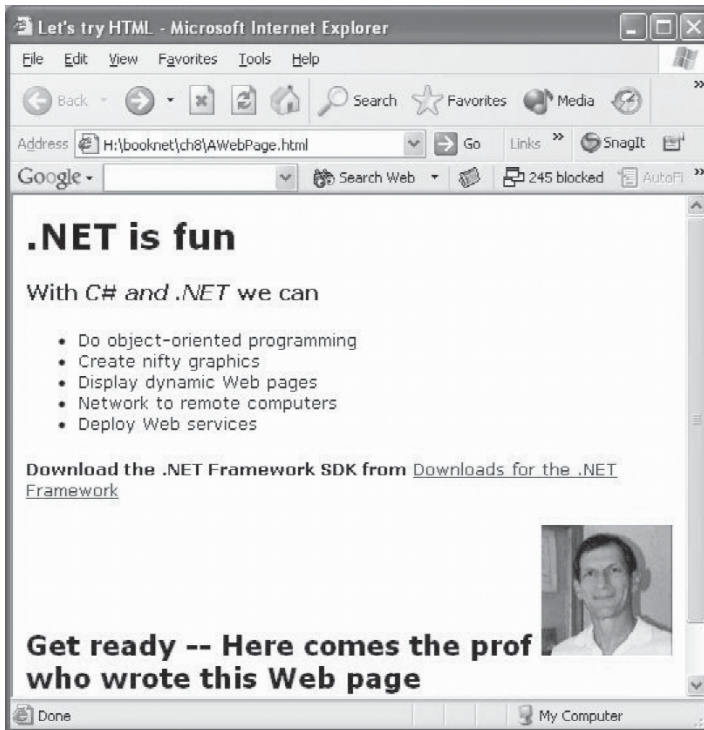 Let's try HTML - Microsoft Internet Explorer
File Edit View Favorites Tools Help
Back Search Favorites Media »
Address H:\booknet\ch8\AWebPage.html Go Links » SnagIt
Google Search Web 245 blocked AutoFi »
.NET is fun
With C# and .NET we can
• Do object-oriented programming
• Create nifty graphics
• Display dynamic Web pages
• Network to remote computers
• Deploy Web services
Download the .NET Framework SDK from Downloads for the .NET
Framework
Get ready -- Here comes the prof
who wrote this Web page
Done My Computer